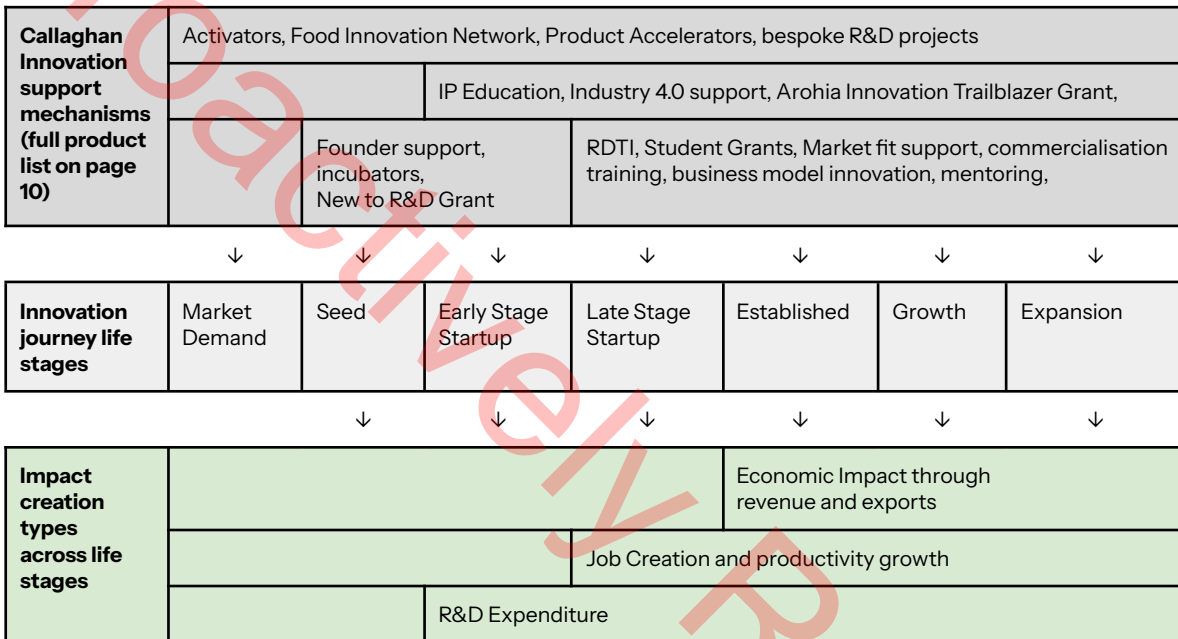 Callaghan
Innovation
support
mechanisms
(full product
list on page
10)
Activators, Food Innovation Network, Product Accelerators, bespoke R&D projects
IP Education, Industry 4.0 support, Arohia Innovation Trailblazer Grant,
Founder support,
incubators,
New to R&D Grant
RDTI, Student Grants, Market fit support, commercialisation
training, business model innovation, mentoring,
↓ ↓ ↓ ↓ ↓ ↓ ↓
Innovation
journey life
stages
Market
Demand
Seed
Early Stage
Startup
Late Stage
Startup
Established
Growth
Expansion
↓ ↓ ↓ ↓ ↓ ↓
Impact
creation
types
across life
stages
Economic Impact through
revenue and exports
Job Creation and productivity growth
R&D Expenditure
oactively R